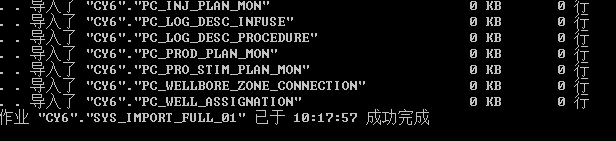 . . 导入了 "CY6"."PC_INJ_PLAN_MON" 0 KB 0 行
. . 导入了 "CY6"."PC_LOG_DESC_INFUSE" 0 KB 0 行
. . 导入了 "CY6"."PC_LOG_DESC_PROCEDURE" 0 KB 0 行
. . 导入了 "CY6"."PC_PROD_PLAN_MON" 0 KB 0 行
. . 导入了 "CY6"."PC_PRO_STIM_PLAN_MON" 0 KB 0 行
. . 导入了 "CY6"."PC_WELLBORE_ZONE_CONNECTION" 0 KB 0 行
. . 导入了 "CY6"."PC_WELL_ASSIGNATION" 0 KB 0 行
作业 "CY6"."SYS_IMPORT_FULL_01" 已于 10:17:57 成功完成